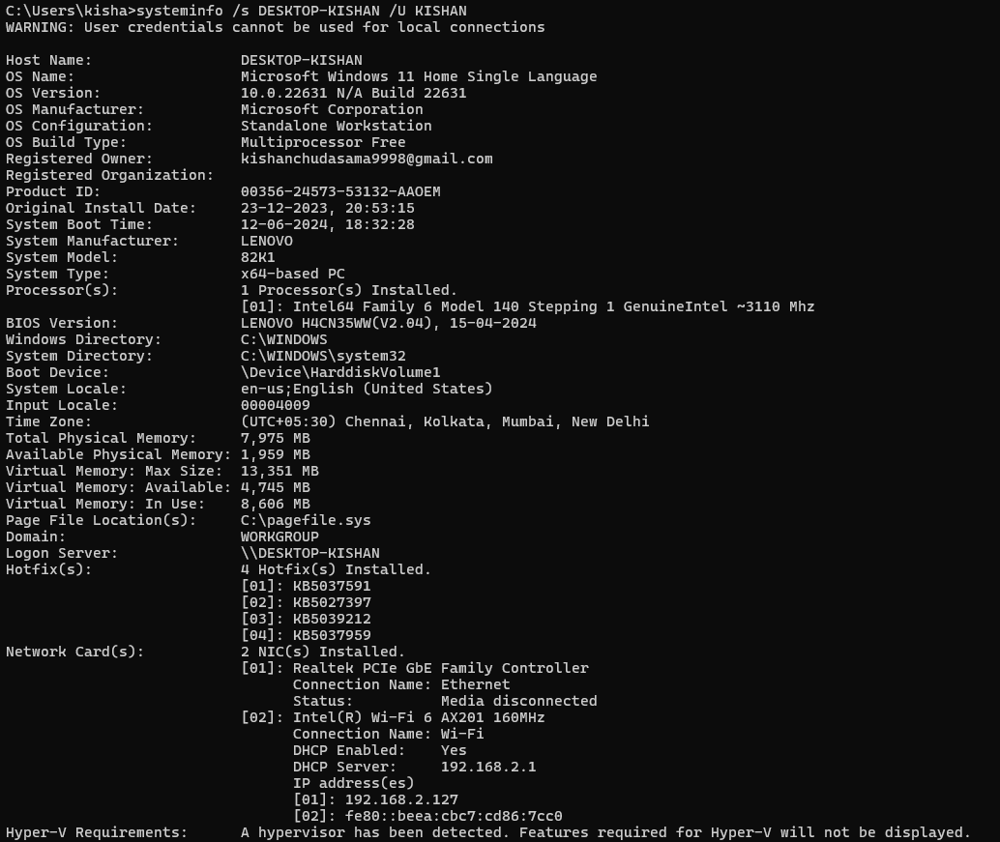 C:\Users\kisha>systeminfo /s DESKTOP-KISHAN /U KISHAN
WARNING: User credentials cannot be used for local connections
Host Name: DESKTOP-KISHAN
OS Name: Microsoft Windows 11 Home Single Language
OS Version: 10.0.22631 N/A Build 22631
OS Manufacturer: Microsoft Corporation
OS Configuration: Standalone Workstation
OS Build Type: Multiprocessor Free
Registered Owner: kishanchudasama9998@gmail.com
Registered Organization:
Product ID: 00356-24573-53132-AAOEM
Original Install Date: 23-12-2023, 20:53:15
System Boot Time: 12-06-2024, 18:32:28
System Manufacturer: LENOVO
System Model: 82K1
System Type: x64-based PC
Processor(s): 1 Processor(s) Installed.
[01]: Intel64 Family 6 Model 140 Stepping 1 GenuineIntel ~3110 Mhz
BIOS Version: LENOVO H4CN35WW(V2.04), 15-04-2024
Windows Directory: C:\WINDOWS
System Directory: C:\WINDOWS\system32
Boot Device: \Device\HarddiskVolume1
System Locale: en-us;English (United States)
Input Locale: 00004009
Time Zone: (UTC+05:30) Chennai, Kolkata, Mumbai, New Delhi
Total Physical Memory: 7,975 MB
Available Physical Memory: 1,959 MB
Virtual Memory: Max Size: 13,351 MB
Virtual Memory: Available: 4,745 MB
Virtual Memory: In Use: 8,606 MB
Page File Location(s): C:\pagefile.sys
Domain: WORKGROUP
Logon Server: \\DESKTOP-KISHAN
Hotfix(s): 4 Hotfix(s) Installed.
[01]: KB5037591
[02]: KB5027397
[03]: KB5039212
[04]: KB5037959
Network Card(s): 2 NIC(s) Installed.
[01]: Realtek PCIe GbE Family Controller
Connection Name: Ethernet
Status: Media disconnected
[02]: Intel(R) Wi-Fi 6 AX201 160MHz
Connection Name: Wi-Fi
DHCP Enabled: Yes
DHCP Server: 192.168.2.1
IP address(es)
[01]: 192.168.2.127
[02]: fe80::beea:cbc7:cd86:7cc0
Hyper-V Requirements: A hypervisor has been detected. Features required for Hyper-V will not be displayed.